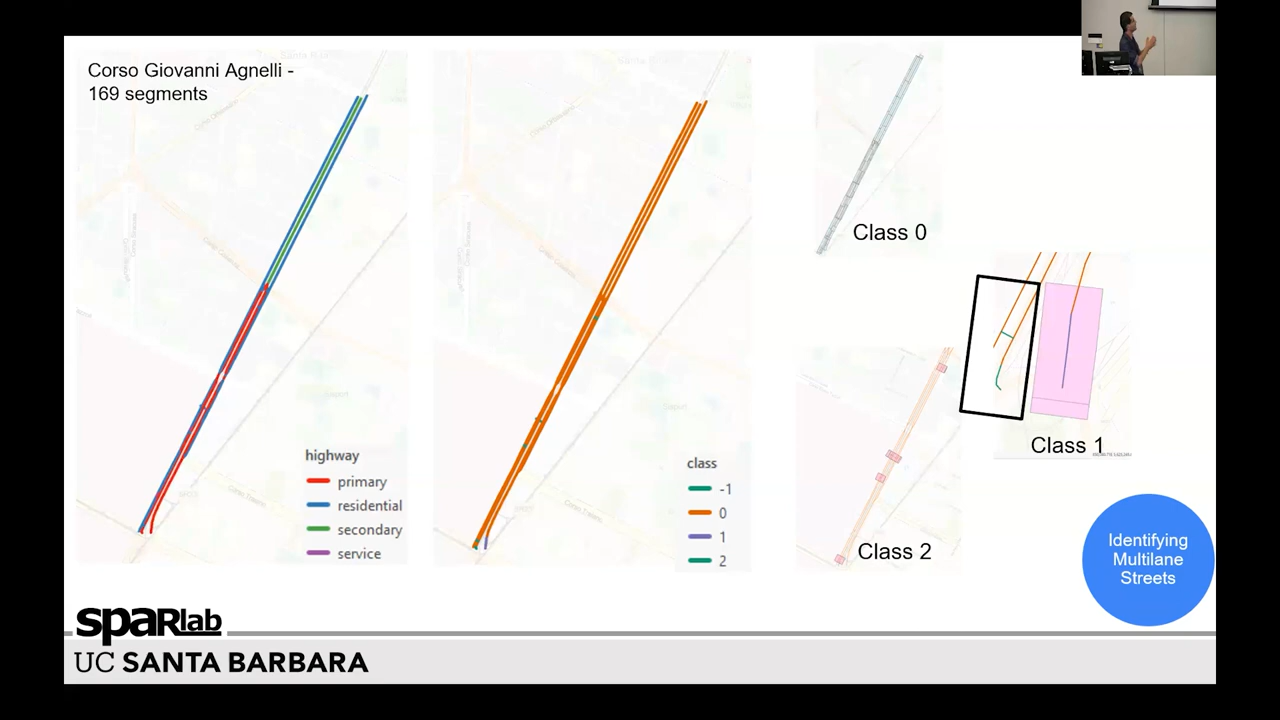 Corso Giovanni Agnelli -
169 segments
highway
primary
residential
secondary
service
class
-1
0
1
2
Class 0
Class 1
Class 2
Identifying
Multilane
Streets
spaRlab
UC SANTA BARBARA